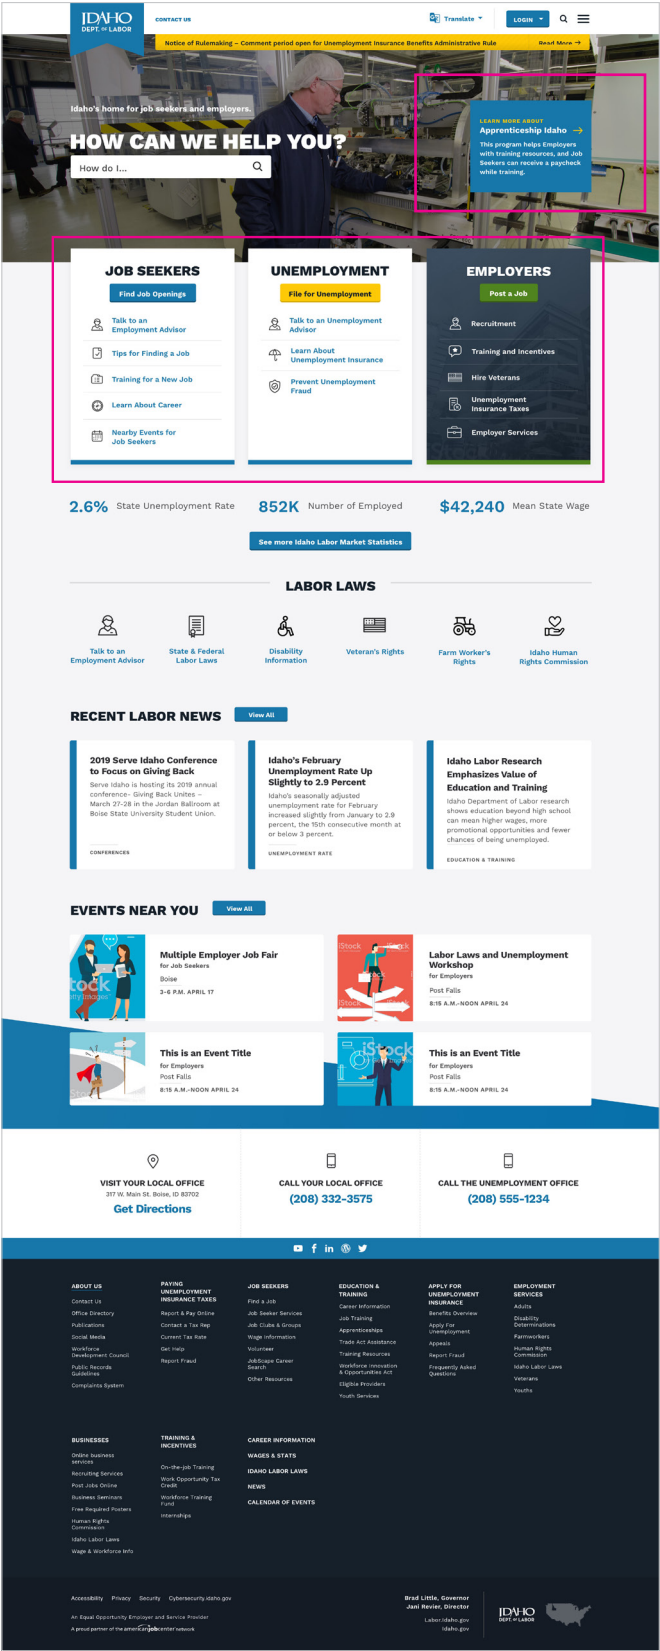 IDAHO
DEPT. OF LABOR
CONTACT US
Translate
LOGIN
Notice of Rulemaking – Comment period open for Unemployment Insurance Benefits Administrative Rule
Read More →
Idaho's home for job seekers and employers.
HOW CAN WE HELP YOU?
How do I...
LEARN MORE ABOUT
Apprenticeship Idaho →
This program helps Employers
with training resources, and Job
Seekers can receive a paycheck
while training.
JOB SEEKERS
Find Job Openings
Talk to an
Employment Advisor
Tips for Finding a Job
Training for a New Job
Learn About Career
Nearby Events for
Job Seekers
UNEMPLOYMENT
File for Unemployment
Talk to an Unemployment
Advisor
Learn About
Unemployment Insurance
Prevent Unemployment
Fraud
EMPLOYERS
Post a Job
Recruitment
Training and Incentives
Hire Veterans
Unemployment
Insurance Taxes
Employer Services
2.6% State Unemployment Rate
852K Number of Employed
$42,240 Mean State Wage
See more Idaho Labor Market Statistics
LABOR LAWS
Talk to an
Employment Advisor
State & Federal
Labor Laws
Disability
Information
Veteran's Rights
Farm Worker's
Rights
Idaho Human
Rights Commission
RECENT LABOR NEWS
View All
2019 Serve Idaho Conference
to Focus on Giving Back
Serve Idaho is hosting its 2019 annual
conference- Giving Back Unites –
March 27-28 in the Jordan Ballroom at
Boise State University Student Union.
CONFERENCES
Idaho's February
Unemployment Rate Up
Slightly to 2.9 Percent
Idaho's seasonally adjusted
unemployment rate for February
increased slightly from January to 2.9
percent, the 15th consecutive month at
or below 3 percent.
UNEMPLOYMENT RATE
Idaho Labor Research
Emphasizes Value of
Education and Training
Idaho Department of Labor research
shows education beyond high school
can mean higher wages, more
promotional opportunities and fewer
chances of being unemployed.
EDUCATION & TRAINING
EVENTS NEAR YOU
View All
Multiple Employer Job Fair
for Job Seekers
Boise
3-6 P.M. APRIL 17
iStock
Labor Laws and Unemployment
Workshop
for Employers
Post Falls
8:15 A.M.-NOON APRIL 24
This is an Event Title
for Employers
Post Falls
8:15 A.M.-NOON APRIL 24
iStock
This is an Event Title
for Employers
Post Falls
8:15 A.M.-NOON APRIL 24
VISIT YOUR LOCAL OFFICE
317 W. Main St. Boise, ID 83702
Get Directions
CALL YOUR LOCAL OFFICE
(208) 332-3575
CALL THE UNEMPLOYMENT OFFICE
(208) 555-1234
ABOUT US
Contact Us
Office Directory
Publications
Social Media
Workforce
Development Council
Public Records
Guidelines
Complaints System
PAYING
UNEMPLOYMENT
INSURANCE TAXES
Report & Pay Online
Contact a Tax Rep
Current Tax Rate
Get Help
Report Fraud
JOB SEEKERS
Find a Job
Job Seeker Services
Job Clubs & Groups
Wage Information
Volunteer
JobScape Career
Search
Other Resources
EDUCATION &
TRAINING
Career Information
Job Training
Apprenticeships
Trade Act Assistance
Training Resources
Workforce Innovation
& Opportunities Act
Eligible Providers
Youth Services
APPLY FOR
UNEMPLOYMENT
INSURANCE
Benefits Overview
Apply For
Unemployment
Appeals
Report Fraud
Frequently Asked
Questions
EMPLOYMENT
SERVICES
Adults
Disability
Determinations
Farmworkers
Human Rights
Commission
Idaho Labor Laws
Veterans
Youths
BUSINESSES
Online business
services
Recruiting Services
Post Jobs Online
Business Seminars
Free Required Posters
Human Rights
Commission
Idaho Labor Laws
Wage & Workforce Info
TRAINING &
INCENTIVES
On-the-job Training
Work Opportunity Tax
Credit
Workforce Training
Fund
Internships
CAREER INFORMATION
WAGES & STATS
IDAHO LABOR LAWS
NEWS
CALENDAR OF EVENTS
Accessibility Privacy Security Cybersecurity.idaho.gov
An Equal Opportunity Employer and Service Provider
A proud partner of the americanjobcenter network
Brad Little, Governor
Jani Revier, Director
Labor.Idaho.gov
Idaho.gov
IDAHO
DEPT. OF LABOR